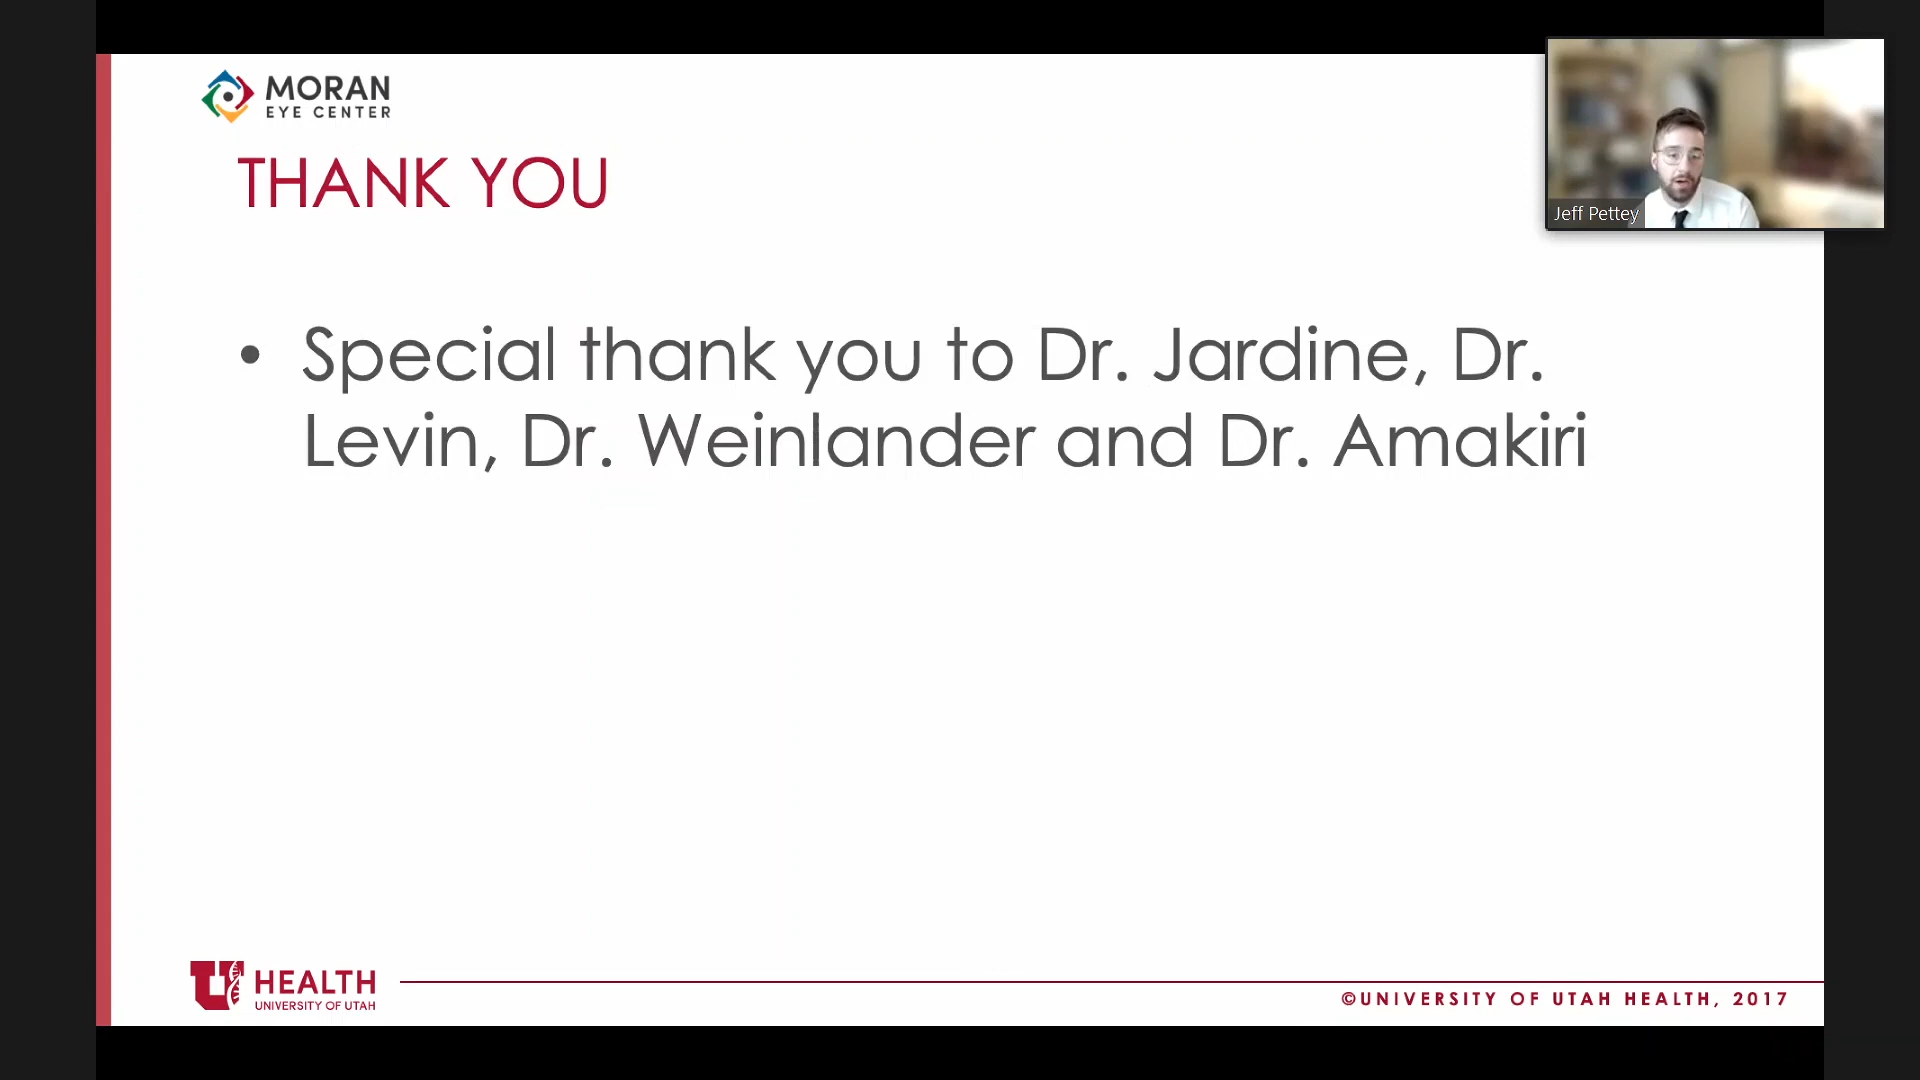 MORAN
EYE CENTER
THANK YOU
Jeff Pettey
• Special thank you to Dr. Jardine, Dr.
Levin, Dr. Weinlander and Dr. Amakiri
U HEALTH
UNIVERSITY OF UTAH
©UNIVERSITY OF UTAH HEALTH, 2017